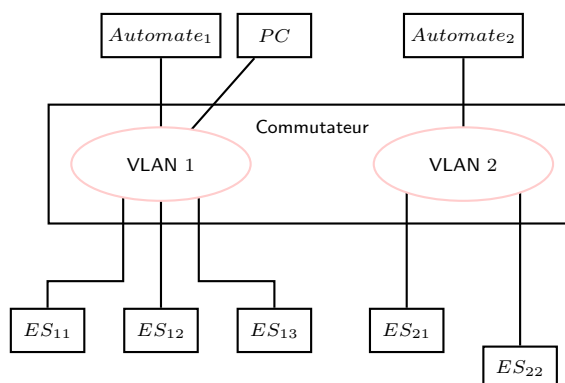 Automate₁ PC Automate₂
Commutateur
VLAN 1 VLAN 2
ES₁₁ ES₁₂ ES₁₃ ES₂₁
ES₂₂